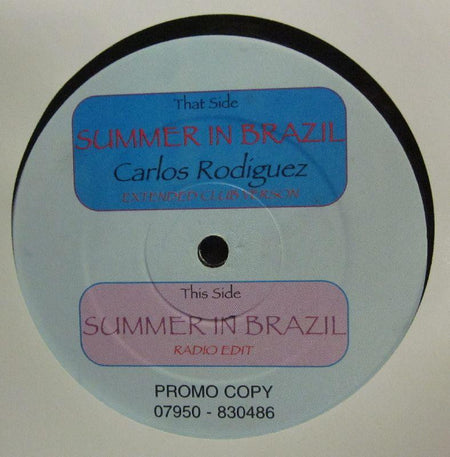 That Side
SUMMER IN BRAZIL
Carlos Rodiguez
EXTENDED CLUB VERSION
This Side
SUMMER IN BRAZIL
RADIO EDIT
PROMO COPY
07950 - 830486